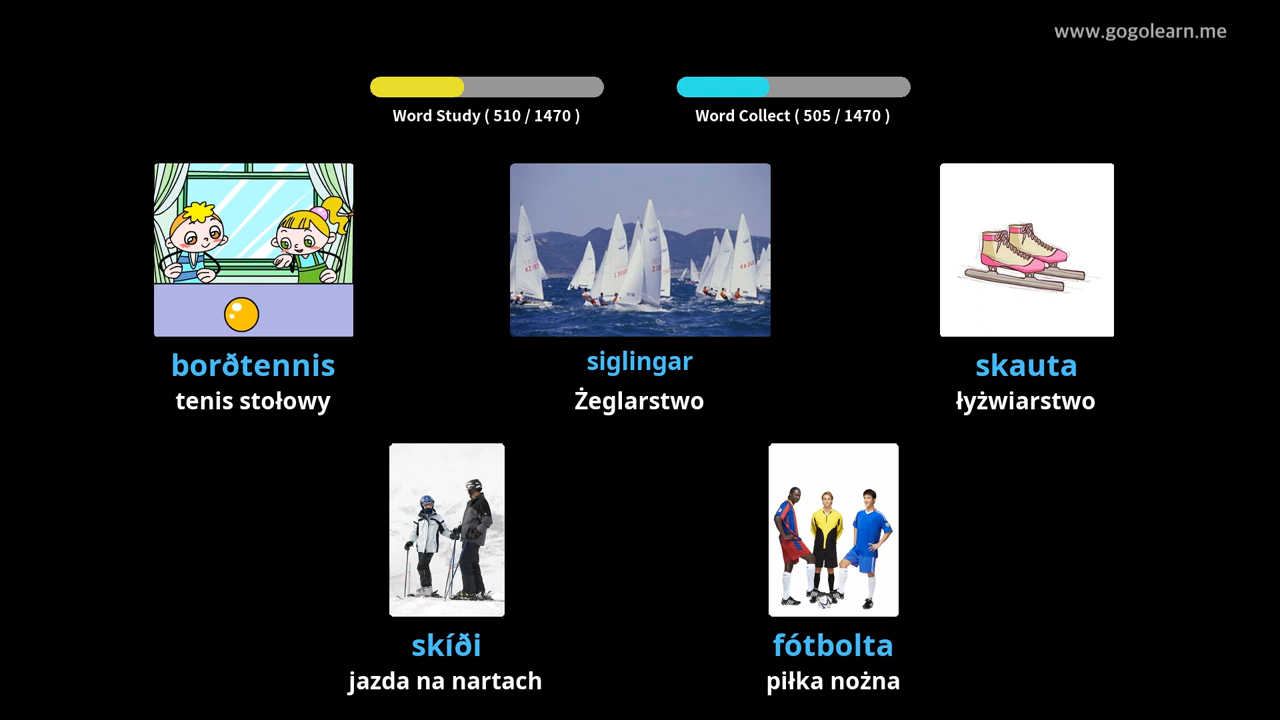 www.gogolearn.me
Word Study ( 510 / 1470 )
Word Collect ( 505 / 1470 )
borðtennis
tenis stołowy
siglingar
Żeglarstwo
skauta
łyżwiarstwo
skíði
jazda na nartach
fótbolta
piłka nożna